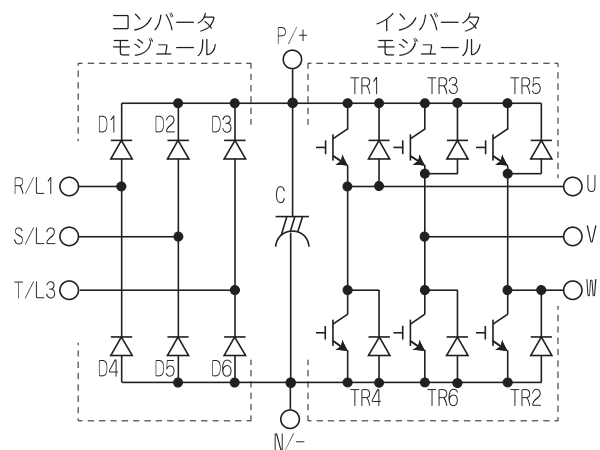 コンバータ
モジュール
インバータ
モジュール
P/+
TR1
TR3
TR5
D1
D2
D3
R/L1
U
C
S/L2
V
T/L3
W
D4
D5
D6
TR4
TR6
TR2
N/-